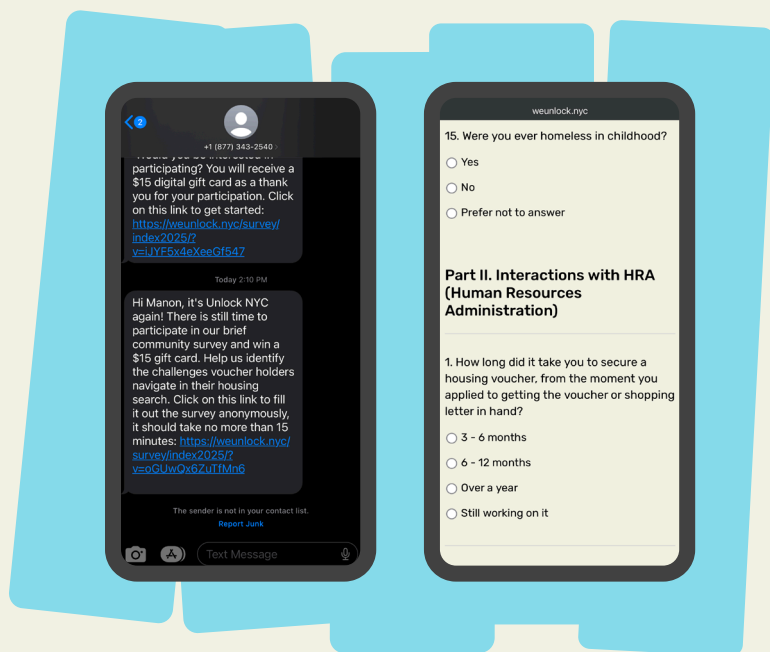 2
+1 (877) 343-2540
participating? You will receive a
$15 digital gift card as a thank
you for your participation. Click
on this link to get started:
https://weunlock.nyc/survey/
index2025/?
v=iJYF5x4eXeeGf547
Today 2:10 PM
Hi Manon, it's Unlock NYC
again! There is still time to
participate in our brief
community survey and win a
$15 gift card. Help us identify
the challenges voucher holders
navigate in their housing
search. Click on this link to fill
it out the survey anonymously,
it should take no more than 15
minutes: https://weunlock.nyc/
survey/index2025/?
v=oGUwQx6ZuTfMn6
The sender is not in your contact list.
Report Junk
Text Message
weunlock.nyc
15. Were you ever homeless in childhood?
Yes
No
Prefer not to answer
Part II. Interactions with HRA
(Human Resources
Administration)
1. How long did it take you to secure a
housing voucher, from the moment you
applied to getting the voucher or shopping
letter in hand?
3 - 6 months
6 - 12 months
Over a year
Still working on it